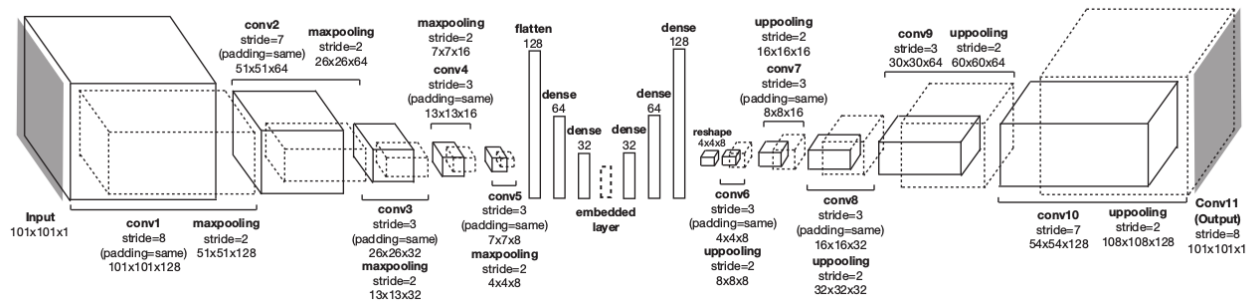 Input
101x101x1
conv1
stride=8
(padding=same)
101x101x128
maxpooling
stride=2
51x51x128
conv2
stride=7
(padding=same)
51x51x64
maxpooling
stride=2
26x26x64
conv3
stride=3
(padding=same)
26x26x32
maxpooling
stride=2
13x13x32
maxpooling
stride=2
7x7x16
conv4
stride=3
(padding=same)
13x13x16
conv5
stride=3
(padding=same)
7x7x8
maxpooling
stride=2
4x4x8
flatten
128
dense
64
dense
32
embedded
layer
dense
32
dense
64
dense
128
reshape
4x4x8
conv6
stride=3
(padding=same)
4x4x8
uppooling
stride=2
8x8x8
uppooling
stride=2
16x16x16
conv7
stride=3
(padding=same)
8x8x16
conv8
stride=3
(padding=same)
16x16x32
uppooling
stride=2
32x32x32
conv9
stride=3
30x30x64
uppooling
stride=2
60x60x64
conv10
stride=7
54x54x128
uppooling
stride=2
108x108x128
Conv11
(Output)
stride=8
101x101x1